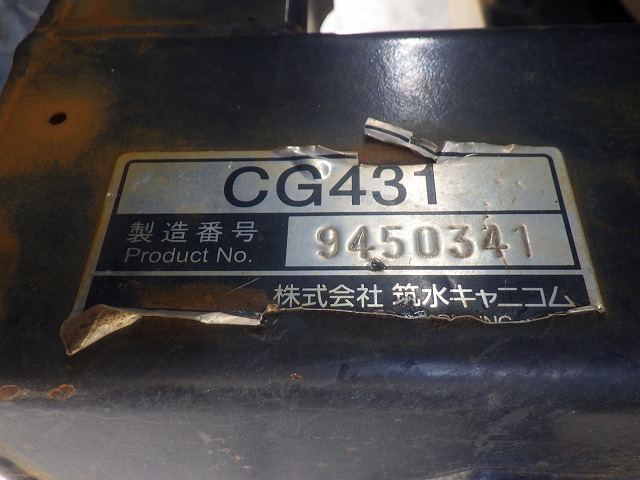 CG431
製造番号
Product No.
9450341
株式会社 筑水キャニコム